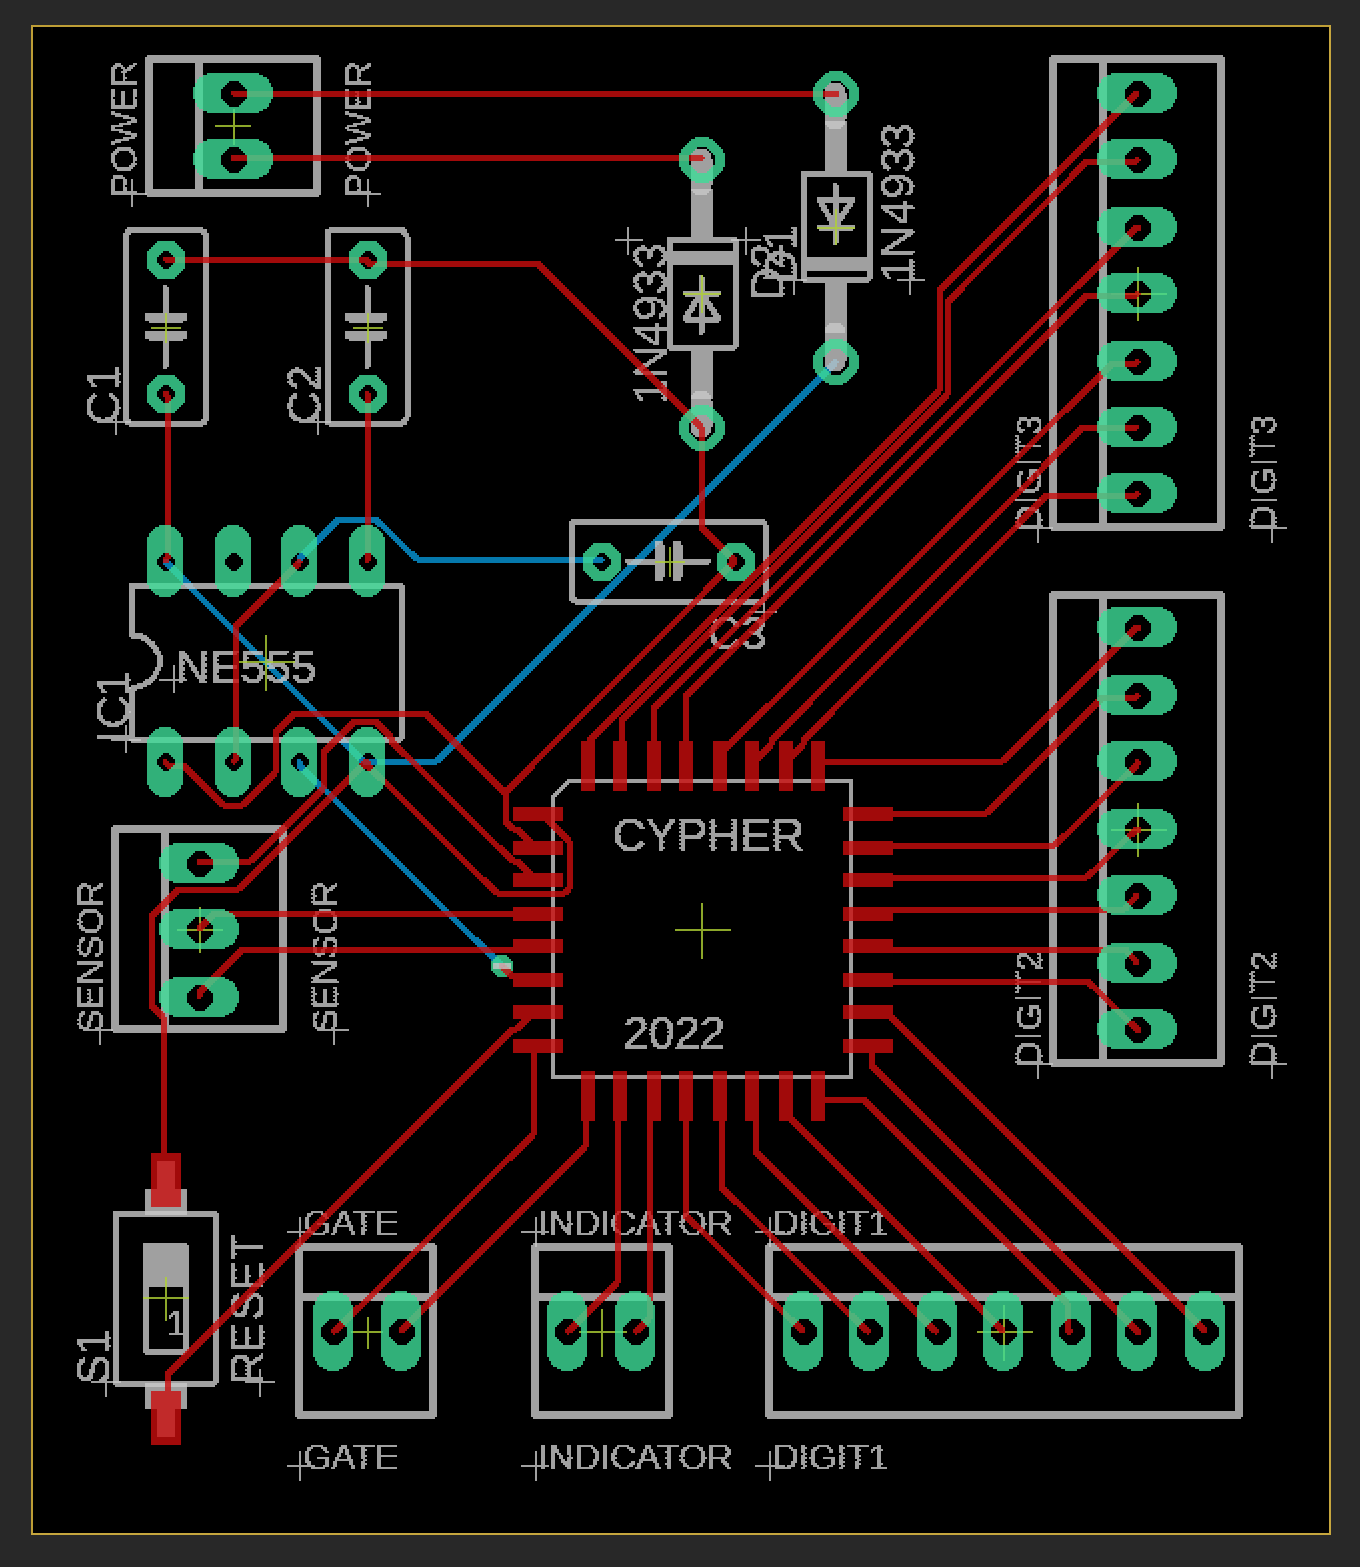 POWER
POWER
1N4933
D1
D2
1N4933
C1
C2
DIGIT3
DIGIT3
C3
NE555
IC1
CYPHER
SENSOR
SENSOR
2022
DIGIT2
DIGIT2
GATE
INDICATOR
DIGIT1
1
S1
RESET
GATE
INDICATOR
DIGIT1